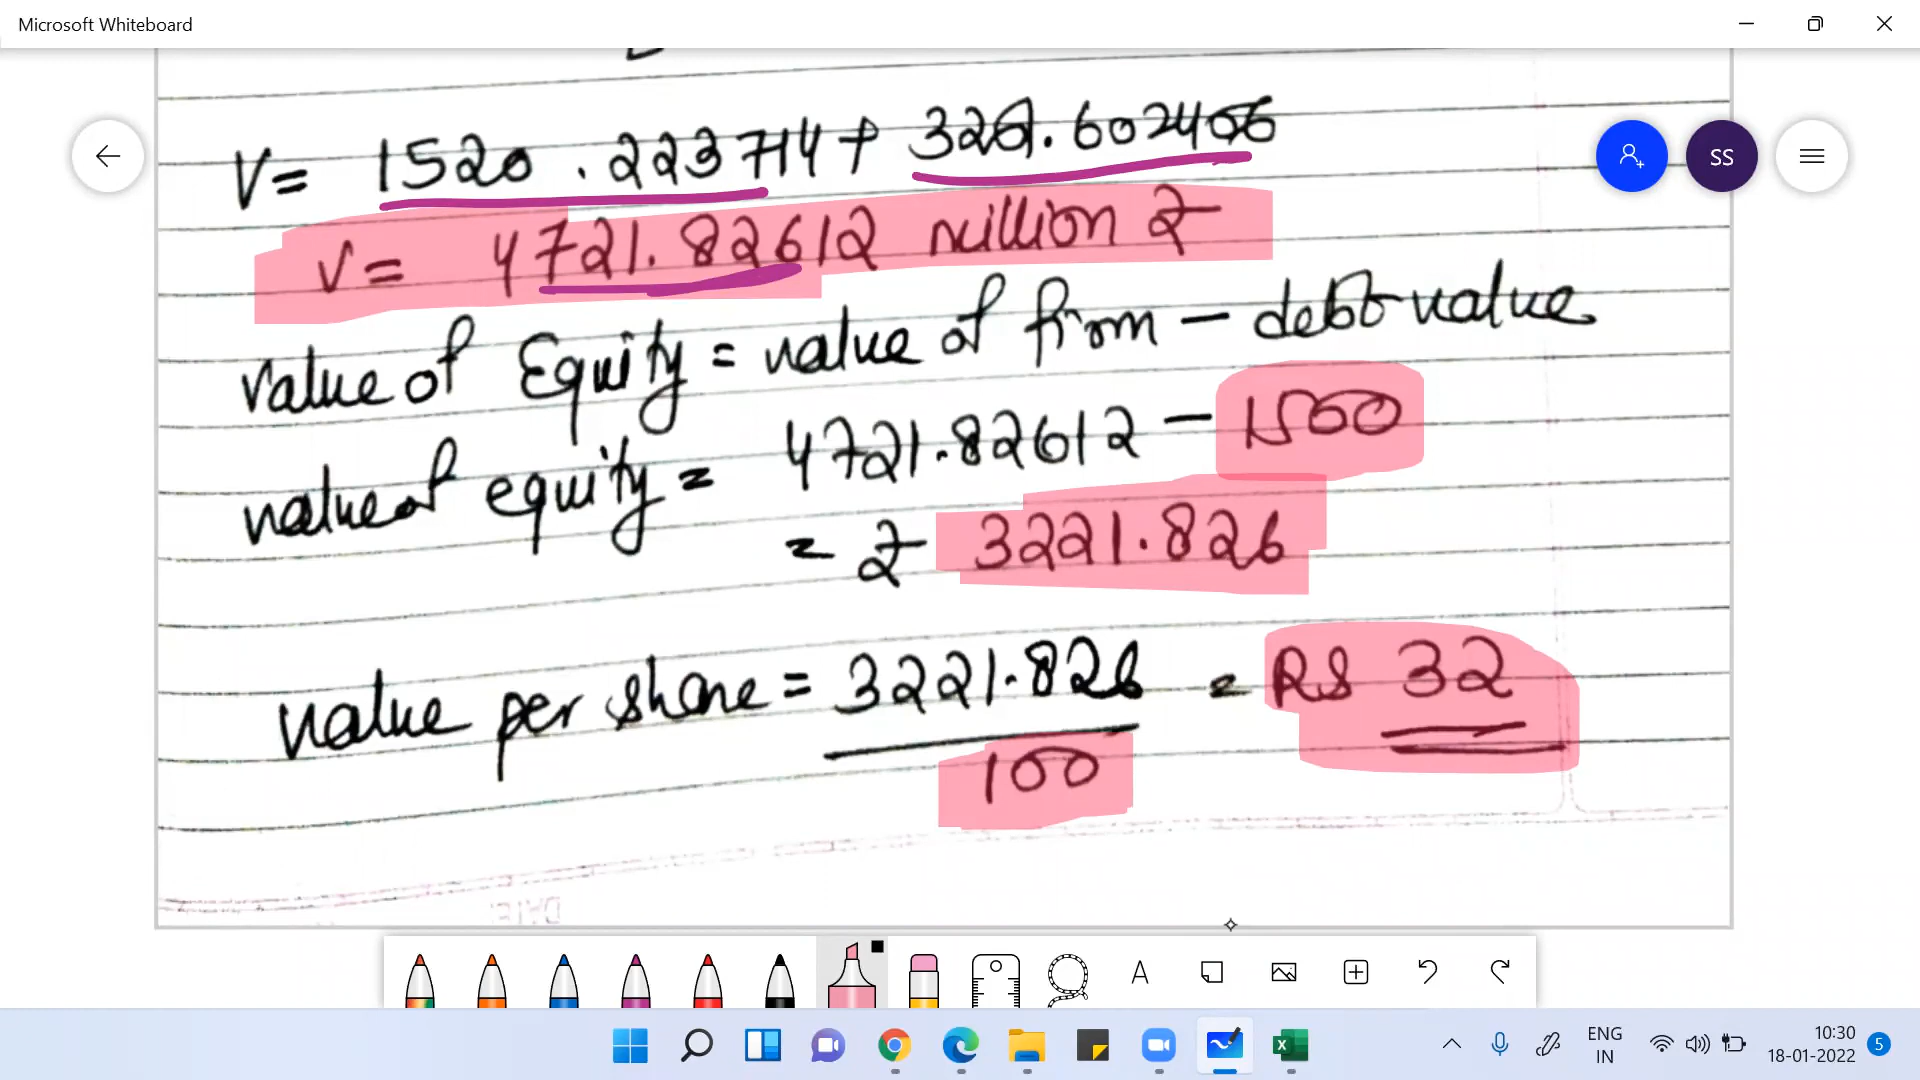 Microsoft Whiteboard
V = 1520.223714 + 3201.602406
V = 4721.82612 million ₹
SS
value of Equity = value of firom - debt value
value of equity = 4721.82612 - 1500
= ₹ 3221.826
value per share = 3221.826 = RS 32
100
A
ENG
IN
10:30
18-01-2022
5